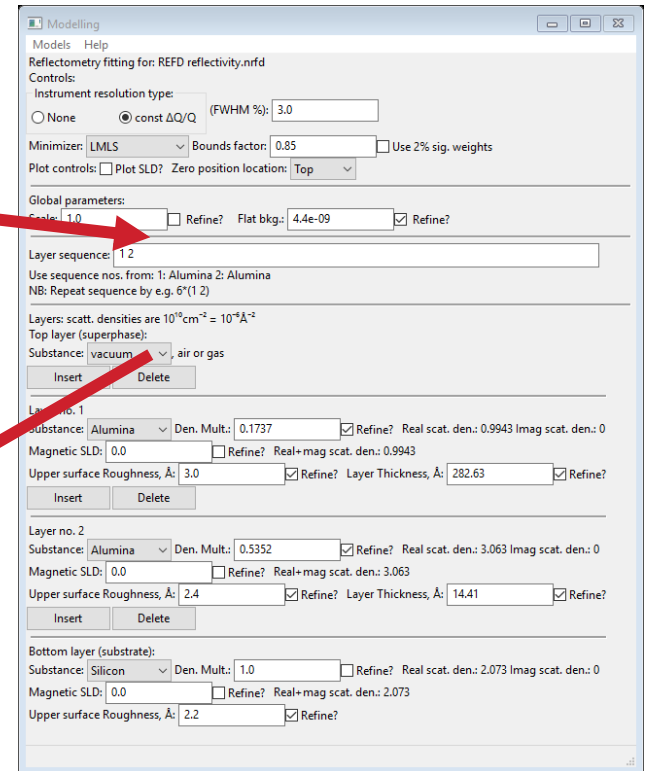 Modelling
Models Help
Reflectometry fitting for: REFD reflectivity.nrfd
Controls:
Instrument resolution type:
None const ΔQ/Q (FWHM %): 3.0
Minimizer: LMLS Bounds factor: 0.85 Use 2% sig. weights
Plot controls: Plot SLD? Zero position location: Top
Global parameters:
Scale: 1.0 Refine? Flat bkg.: 4.4e-09 Refine?
Layer sequence: 1 2
Use sequence nos. from: 1: Alumina 2: Alumina
NB: Repeat sequence by e.g. 6*(1 2)
Layers: scatt. densities are 10¹⁰cm⁻² = 10⁻⁶Å⁻²
Top layer (superphase):
Substance: vacuum , air or gas
Insert Delete
Layer no. 1
Substance: Alumina Den. Mult.: 0.1737 Refine? Real scat. den.: 0.9943 Imag scat. den.: 0
Magnetic SLD: 0.0 Refine? Real+mag scat. den.: 0.9943
Upper surface Roughness, Å: 3.0 Refine? Layer Thickness, Å: 282.63 Refine?
Insert Delete
Layer no. 2
Substance: Alumina Den. Mult.: 0.5352 Refine? Real scat. den.: 3.063 Imag scat. den.: 0
Magnetic SLD: 0.0 Refine? Real+mag scat. den.: 3.063
Upper surface Roughness, Å: 2.4 Refine? Layer Thickness, Å: 14.41 Refine?
Insert Delete
Bottom layer (substrate):
Substance: Silicon Den. Mult.: 1.0 Refine? Real scat. den.: 2.073 Imag scat. den.: 0
Magnetic SLD: 0.0 Refine? Real+mag scat. den.: 2.073
Upper surface Roughness, Å: 2.2 Refine?